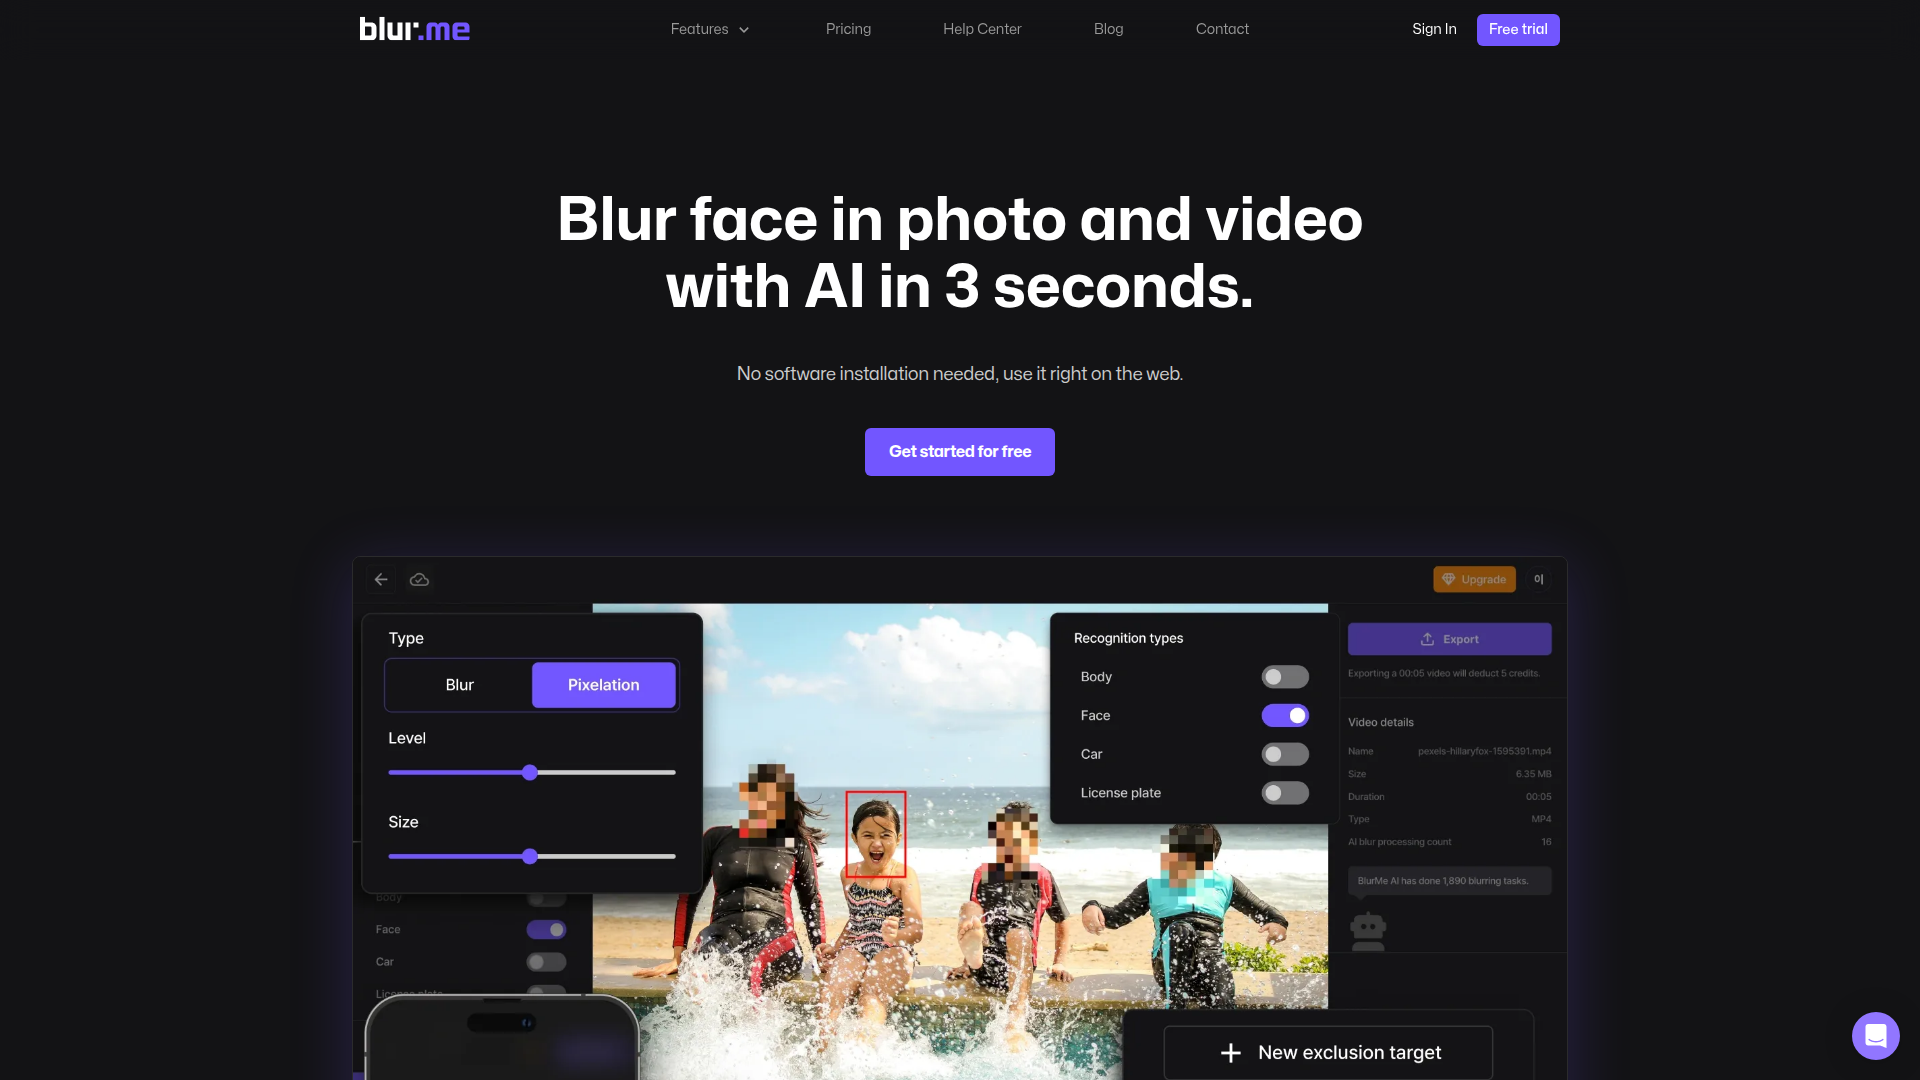 blur.me
Features
Pricing
Help Center
Blog
Contact
Sign In
Free trial
Blur face in photo and video
with AI in 3 seconds.
No software installation needed, use it right on the web.
Get started for free
Upgrade
이
Type
Blur
Pixelation
Level
Size
Recognition types
Body
Face
Car
License plate
Export
Exporting a 00:05 video will deduct 5 credits.
Video details
Name pexels-hillaryfox-1595391.mp4
Size 6.35 MB
Duration 00:05
Type MP4
AI blur processing count 16
BlurMe AI has done 1,890 blurring tasks.
Body
Face
Car
License plate
New exclusion target